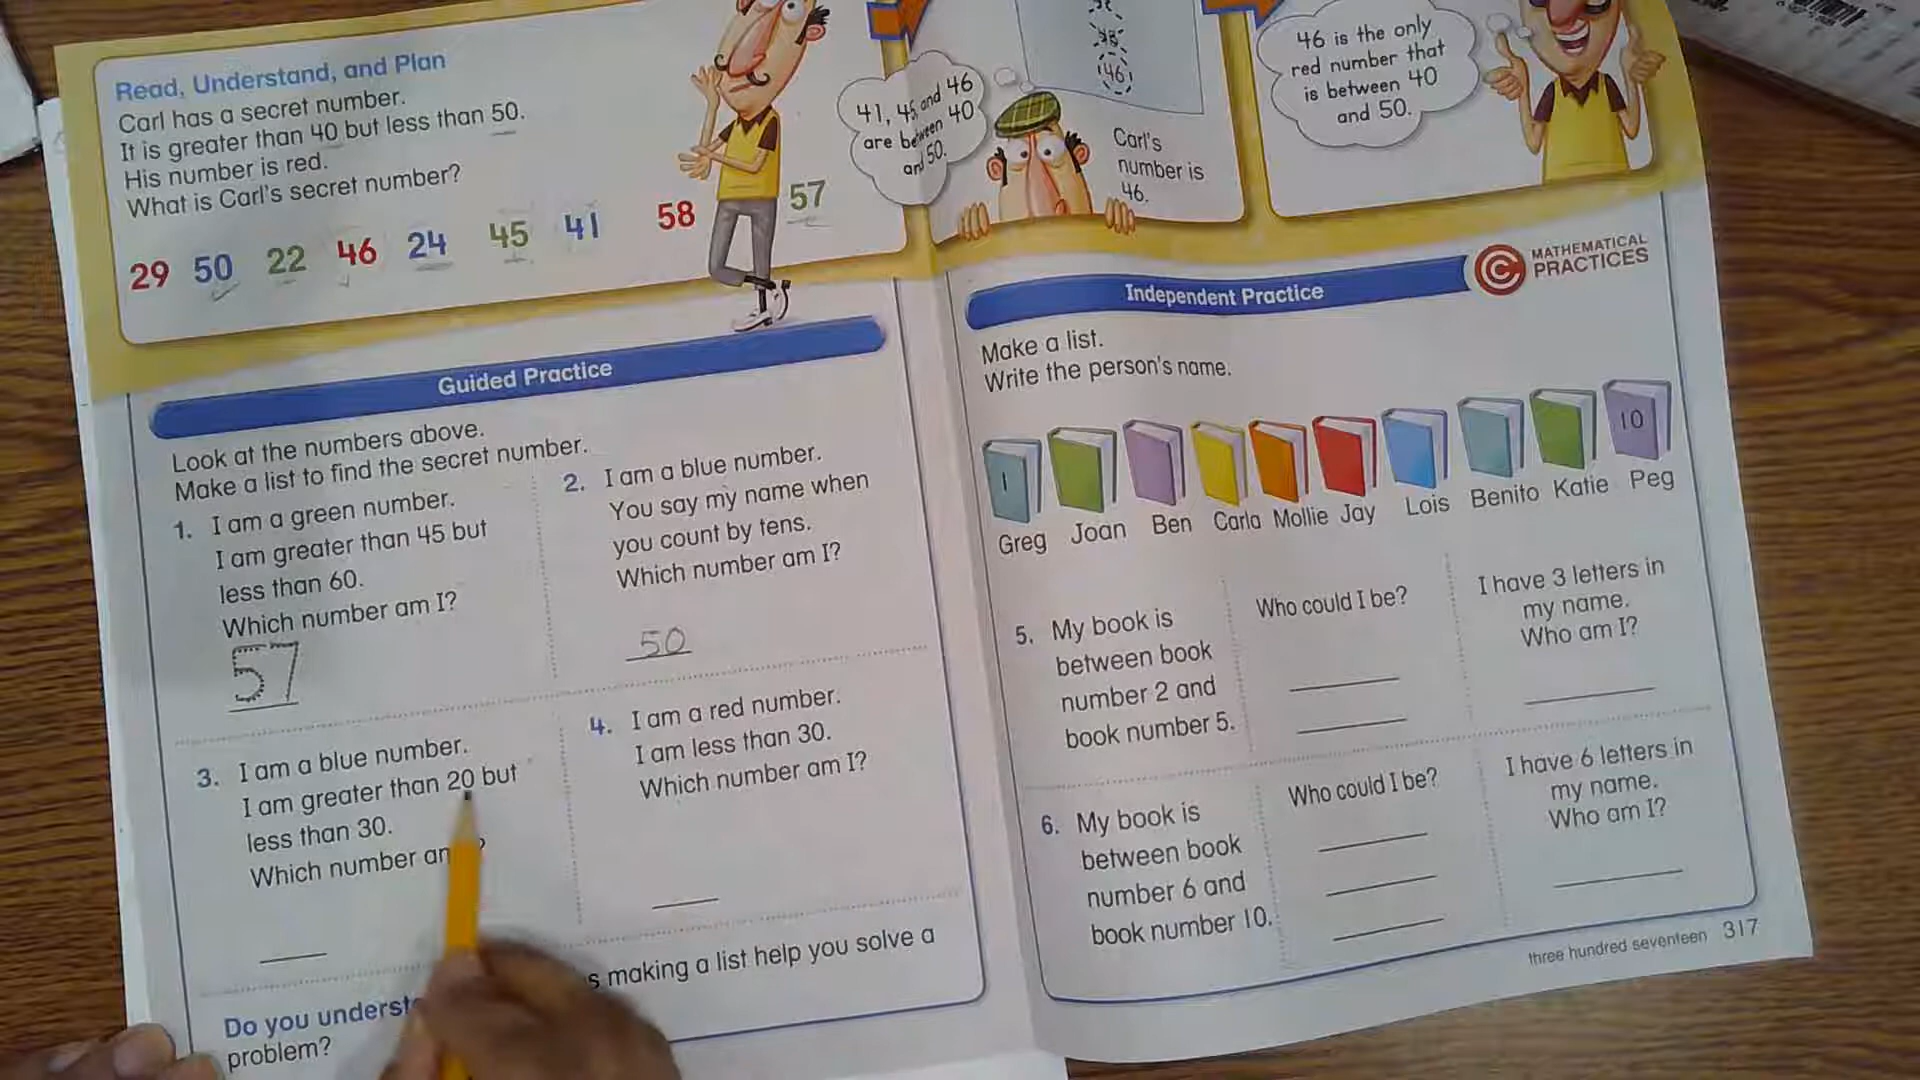 Read, Understand, and Plan
Carl has a secret number.
It is greater than 40 but less than 50.
His number is red.
What is Carl's secret number?
29 50 22 46 24 45 41 58 57
41, 45, and 46
are between 40
and 50.
46
Carl's
number is
46.
46 is the only
red number that
is between 40
and 50.
Guided Practice
Look at the numbers above.
Make a list to find the secret number.
1. I am a green number.
I am greater than 45 but
less than 60.
Which number am I?
57
2. I am a blue number.
You say my name when
you count by tens.
Which number am I?
50
3. I am a blue number.
I am greater than 20 but
less than 30.
Which number am ?
4. I am a red number.
I am less than 30.
Which number am I?
Do you underst
s making a list help you solve a
problem?
MATHEMATICAL
PRACTICES
Independent Practice
Make a list.
Write the person's name.
1 10
Greg Joan Ben Carla Mollie Jay Lois Benito Katie Peg
5. My book is
between book
number 2 and
book number 5.
Who could I be?
I have 3 letters in
my name.
Who am I?
6. My book is
between book
number 6 and
book number 10.
Who could I be?
I have 6 letters in
my name.
Who am I?
three hundred seventeen 317